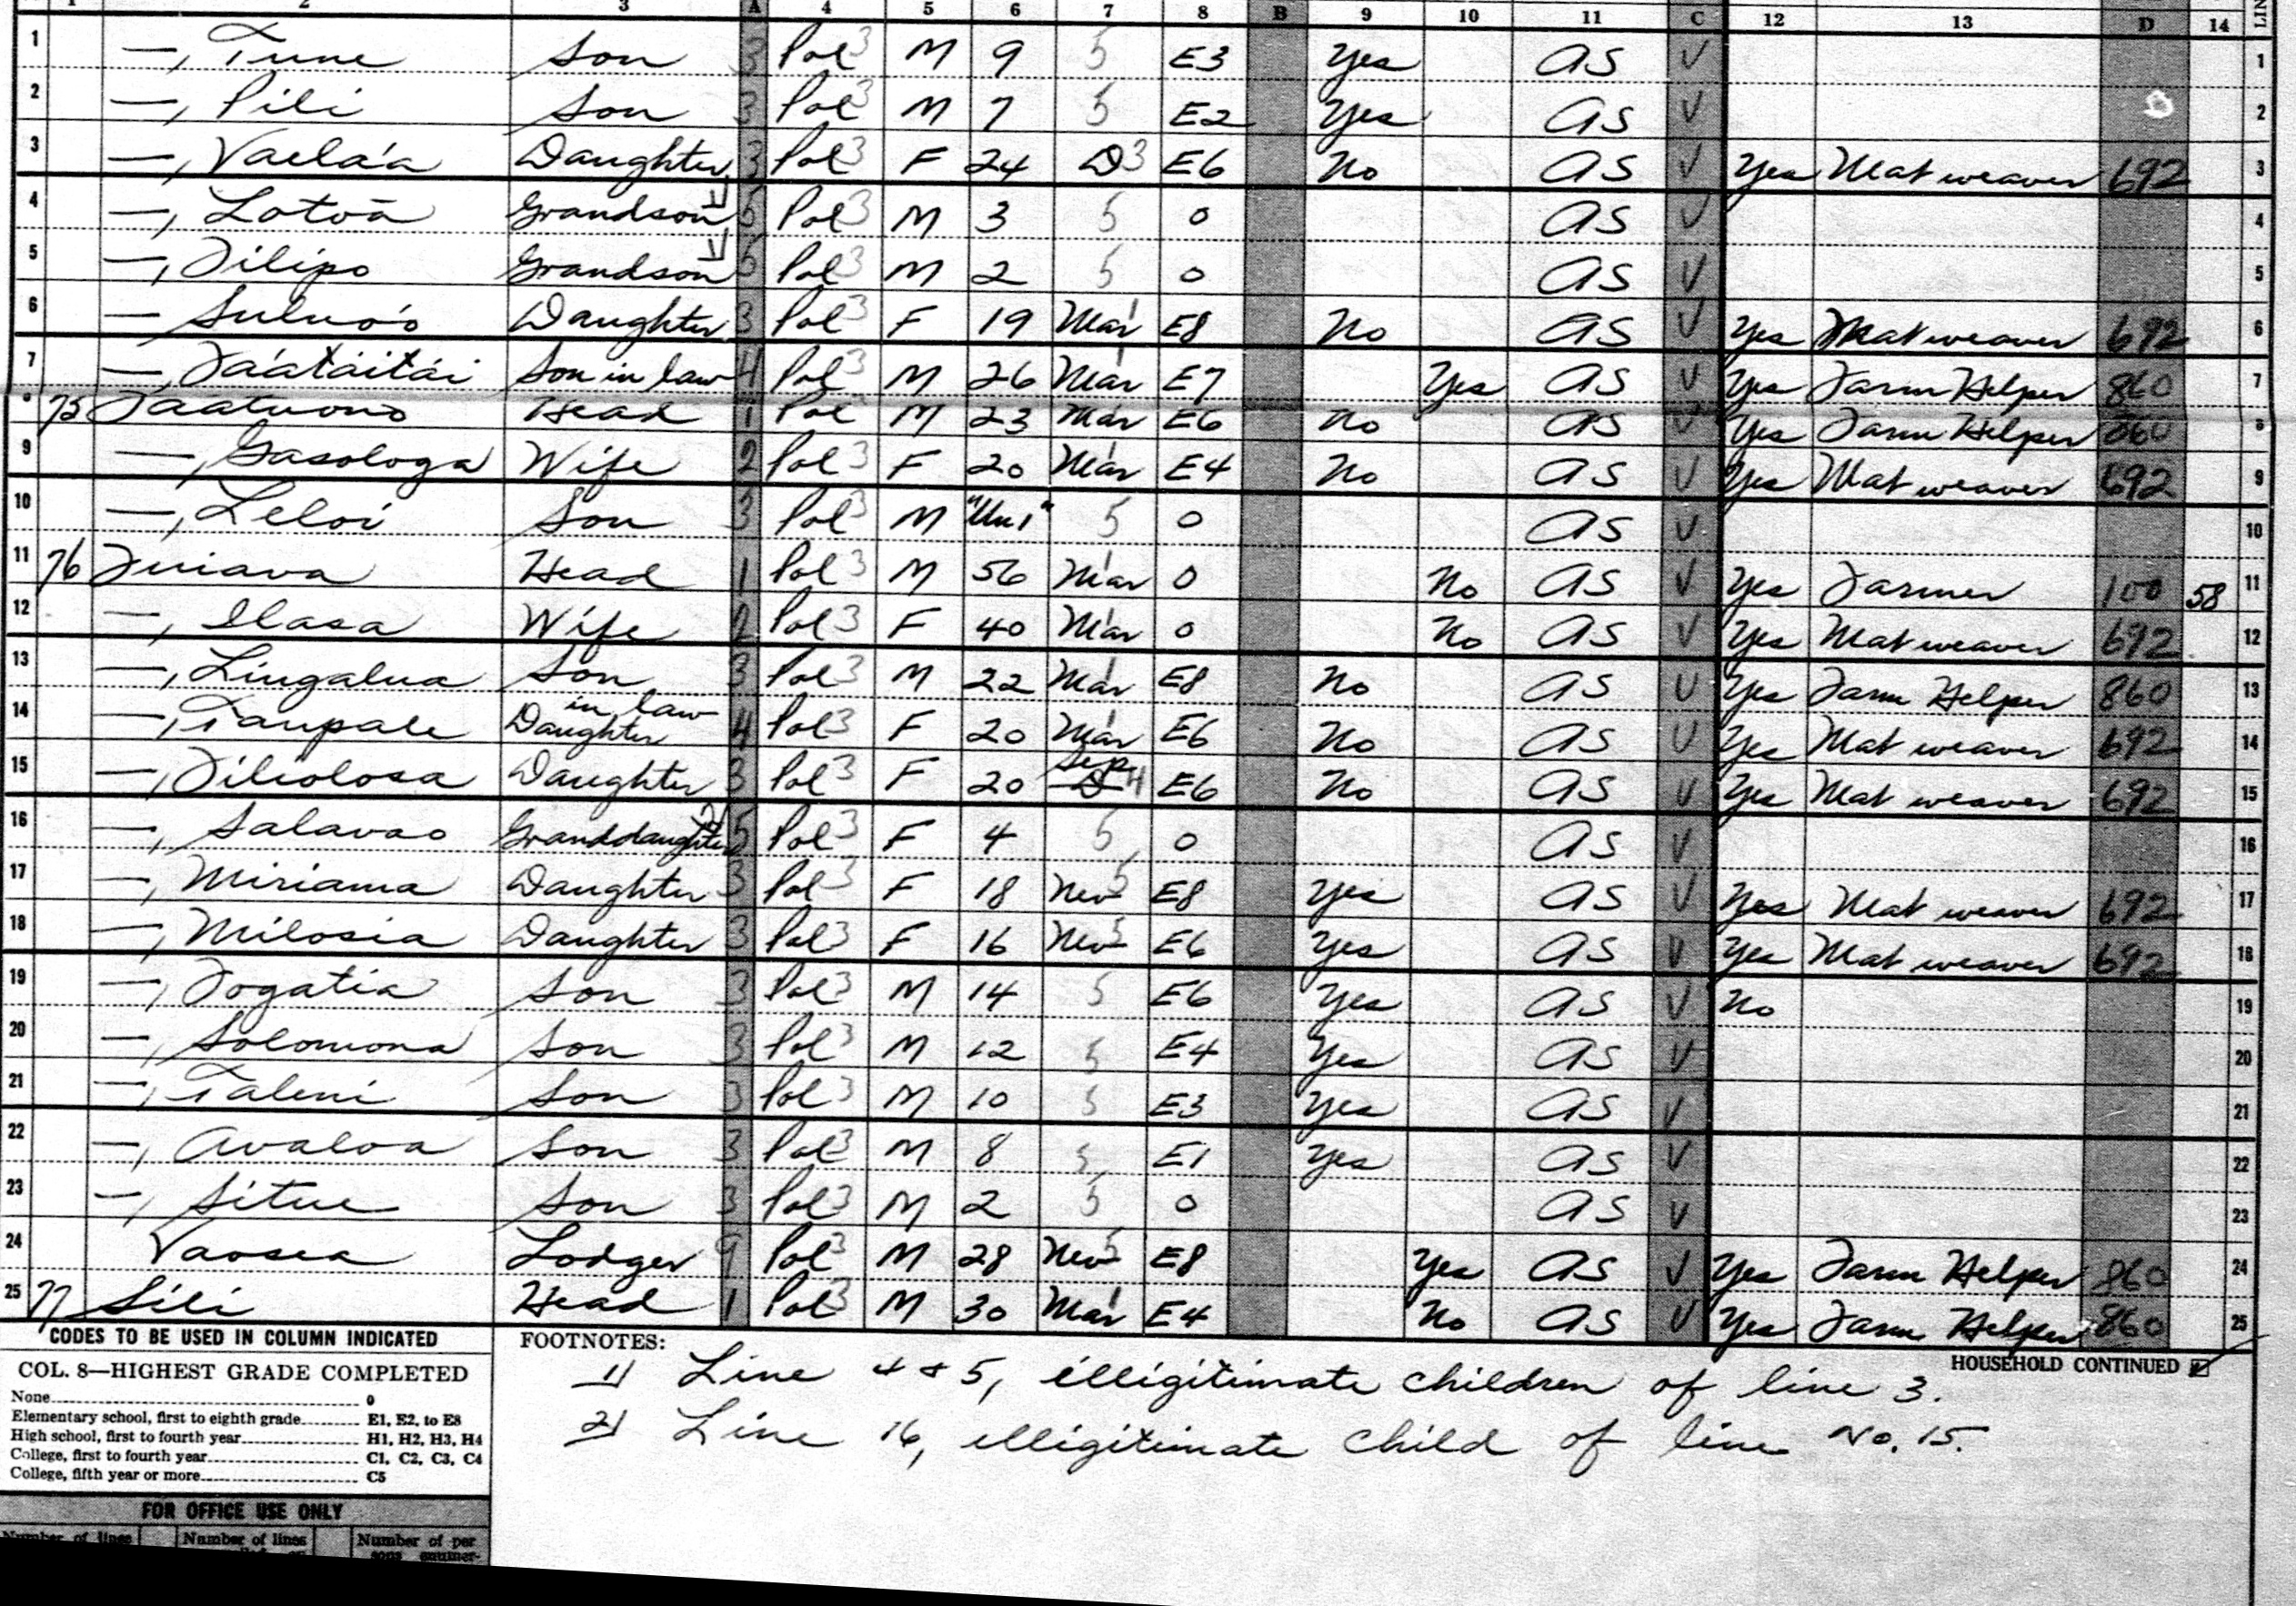 1 2 3 A 4 5 6 7 8 B 9 10 11 C 12 13 D 14 LIN
1 —, Tune Son 3 Pol 3 M 9 5 E3 Yes AS V 1
2 —, Pili Son 3 Pol 3 M 7 5 E2 Yes AS V 2
3 —, Vaela'a Daughter 3 Pol 3 F 24 D 3 E6 No AS V Yes Mat weaver 692 3
4 —, Lotoā Grandson 1/ 5 Pol 3 M 3 5 0 AS V 4
5 —, Filipo Grandson 1/ 5 Pol 3 M 2 5 0 AS V 5
6 — Suluo'o Daughter 3 Pol 3 F 19 Mar 1 E8 No AS V Yes Mat weaver 692 6
7 —, Fa'ataitai Son in law 4 Pol 3 M 26 Mar 1 E7 Yes AS V Yes Farm Helper 860 7
8 75 Faatuono Head 1 Pol M 23 Mar E6 No AS V Yes Farm Helper 860 8
9 —, Gasologa Wife 2 Pol 3 F 20 Mar 1 E4 No AS V Yes Mat weaver 692 9
10 —, Leloi Son 3 Pol 3 M "Un 1" 5 0 AS V 10
11 76 Fuiava Head 1 Pol 3 M 56 Mar 1 0 No AS V Yes Farmer 100 58 11
12 —, Ilasa Wife 2 Pol 3 F 40 Mar 1 0 No AS V Yes Mat weaver 692 12
13 —, Lingalua Son 3 Pol 3 M 22 Mar 1 E8 No AS V Yes Farm Helper 860 13
14 —, Taupale Daughter in law 4 Pol 3 F 20 Mar 1 E6 No AS V Yes Mat weaver 692 14
15 —, Filiolosa Daughter 3 Pol 3 F 20 Sep D 4 E6 No AS V Yes Mat weaver 692 15
16 —, Salavao Granddaughter 2/ 5 Pol 3 F 4 5 0 AS V 16
17 —, Miriama Daughter 3 Pol 3 F 18 Nev 5 E8 Yes AS V Yes Mat weaver 692 17
18 —, Milosia Daughter 3 Pol 3 F 16 Nev 5 E6 Yes AS V Yes Mat weaver 692 18
19 —, Fogatia Son 3 Pol 3 M 14 5 E6 Yes AS V No 19
20 —, Solomona Son 3 Pol 3 M 12 5 E4 Yes AS V 20
21 —, Taleni Son 3 Pol 3 M 10 5 E3 Yes AS V 21
22 —, Avaloa Son 3 Pol 3 M 8 5 E1 Yes AS V 22
23 —, Situe Son 3 Pol 3 M 2 5 0 AS V 23
24 Vaosea Lodger 9 Pol 3 M 28 Nev 5 E8 Yes AS V Yes Farm Helper 860 24
25 77 Sili Head 1 Pol 3 M 30 Mar 1 E4 No AS V Yes Farm Helper 860 25
HOUSEHOLD CONTINUED
CODES TO BE USED IN COLUMN INDICATED
COL. 8—HIGHEST GRADE COMPLETED
None 0
Elementary school, first to eighth grade E1, E2, to E8
High school, first to fourth year H1, H2, H3, H4
College, first to fourth year C1, C2, C3, C4
College, fifth year or more C5
FOR OFFICE USE ONLY
Number of lines Number of lines Number of per
sons enumer-
FOOTNOTES:
1/ Line 4 & 5, illigitimate children of line 3.
2/ Line 16, illigitimate child of line No. 15.